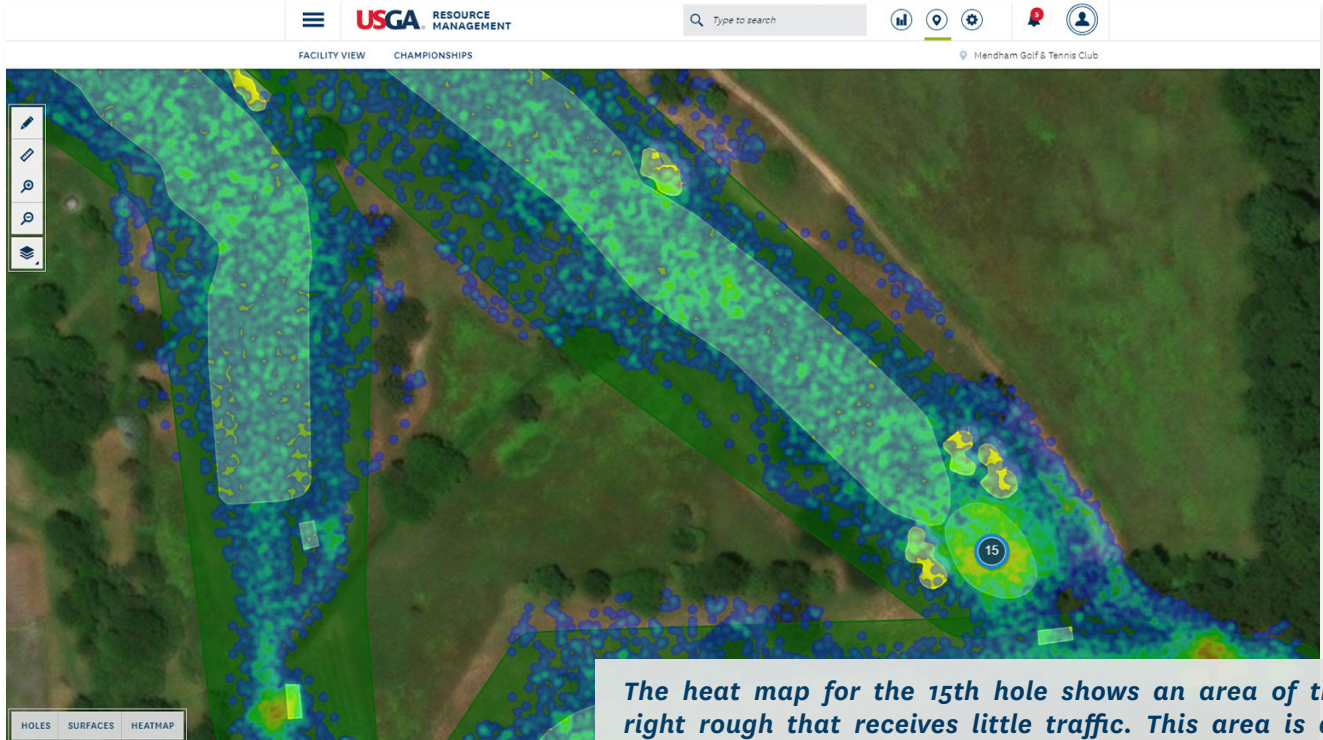 USGA. RESOURCE
MANAGEMENT
Type to search
5
FACILITY VIEW CHAMPIONSHIPS
Mendham Golf & Tennis Club
15
HOLES SURFACES HEATMAP
The heat map for the 15th hole shows an area of
right rough that receives little traffic. This area is